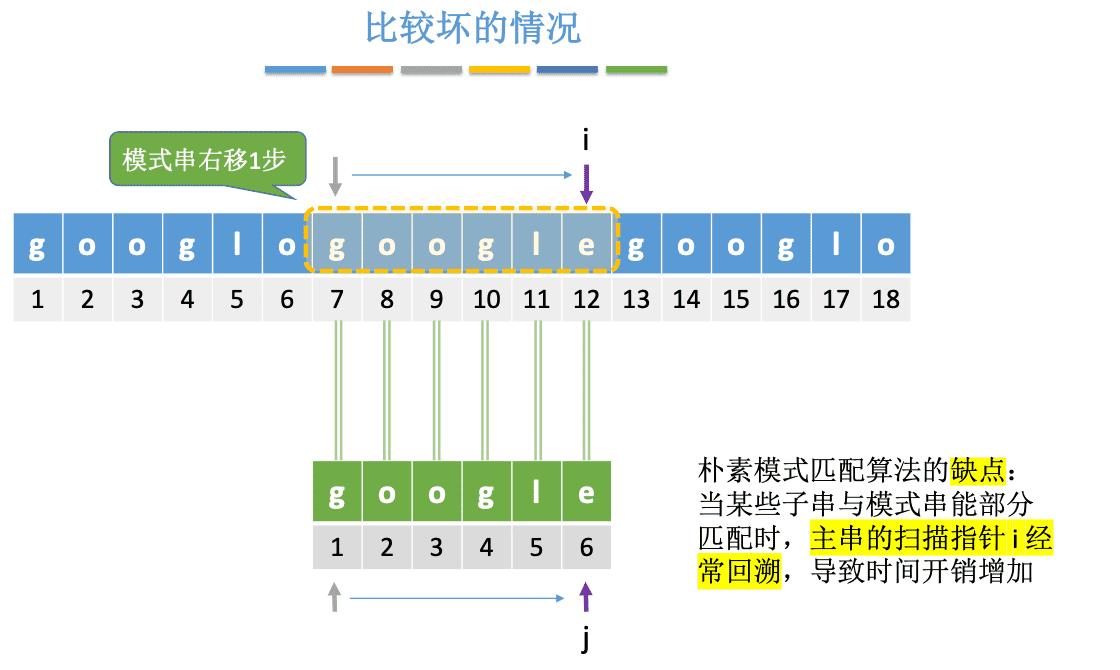 比较坏的情况
i
模式串右移1步
g o o g l o g o o g l e g o o g l o
1 2 3 4 5 6 7 8 9 10 11 12 13 14 15 16 17 18
g o o g l e
1 2 3 4 5 6
j
朴素模式匹配算法的缺点：
当某些子串与模式串能部分
匹配时，主串的扫描指针i经
常回溯，导致时间开销增加